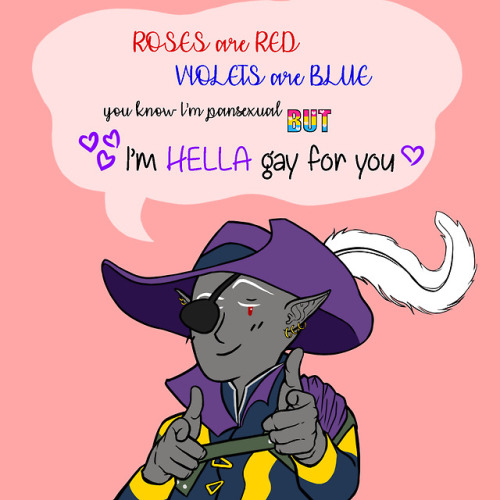 ROSES are RED
VIOLETS are BLUE
you know I'm pansexual BUT
I'm HELLA gay for you